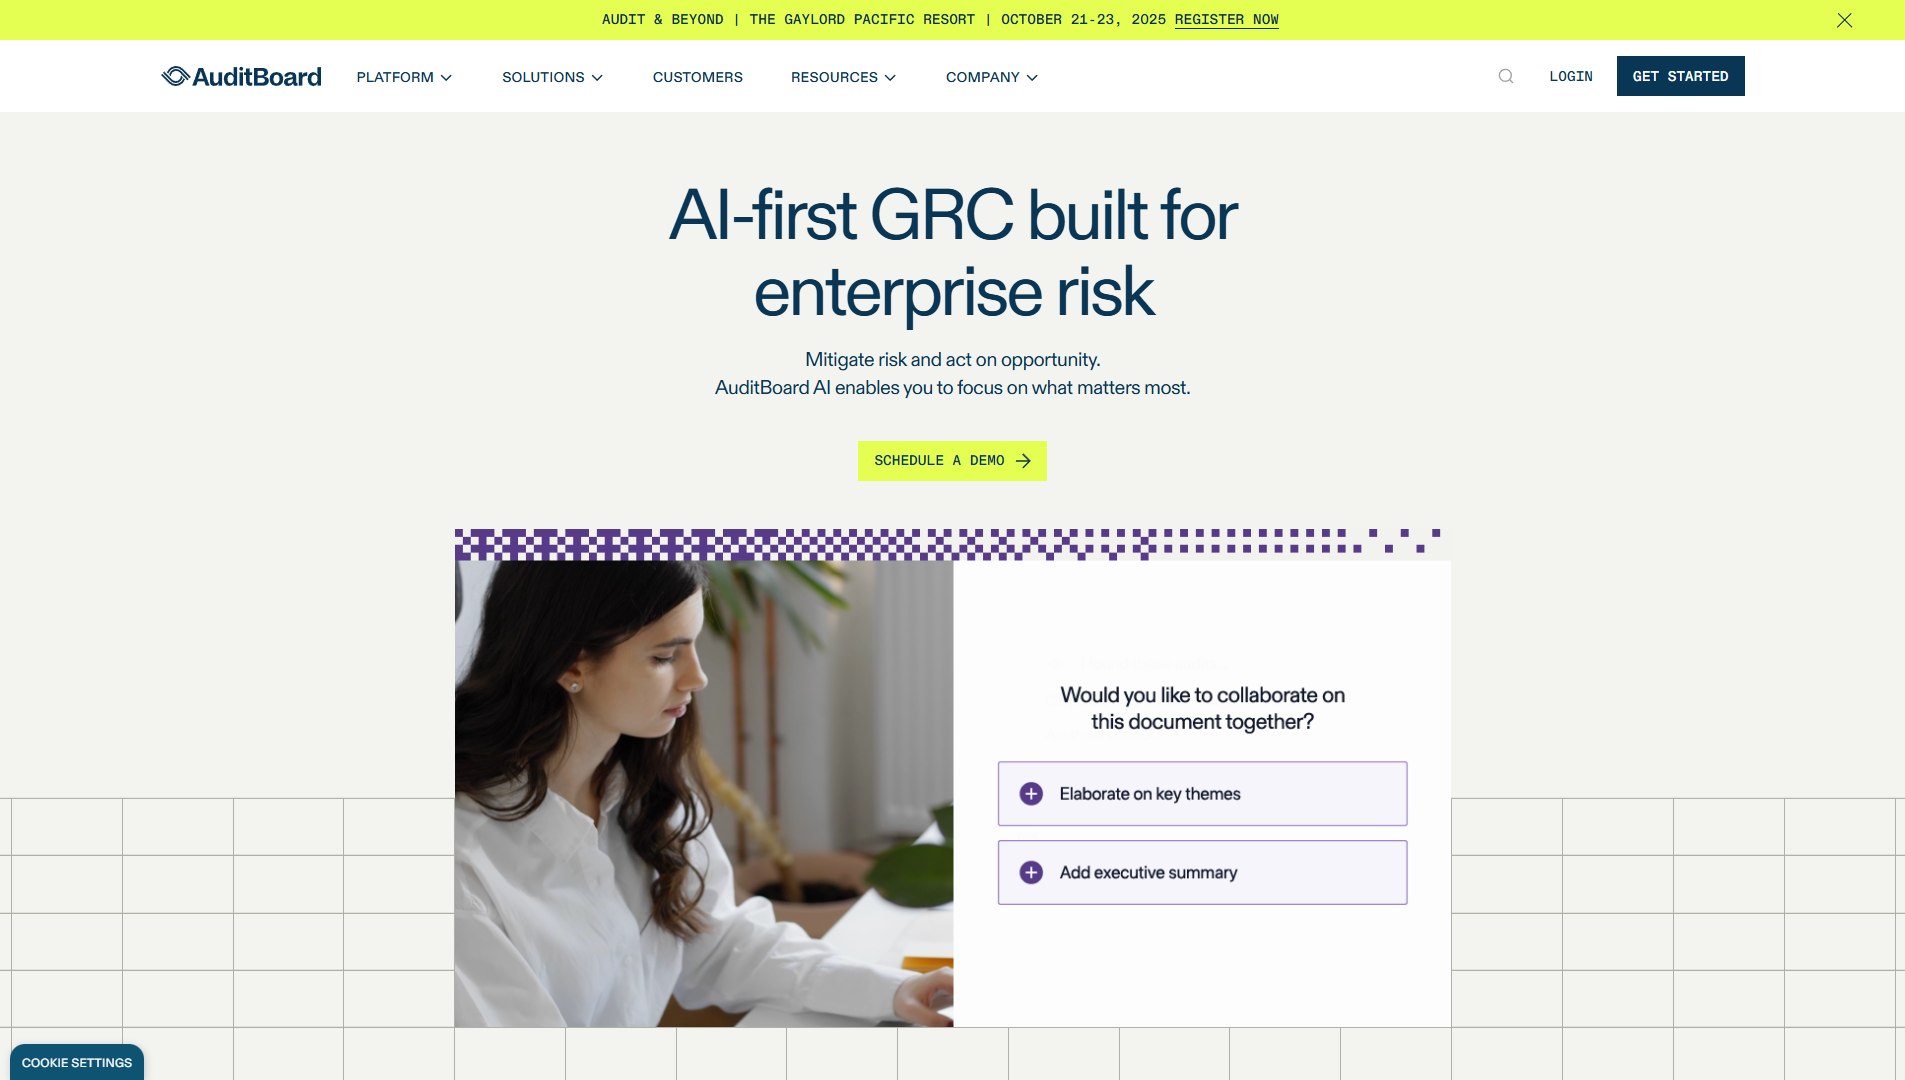 AUDIT & BEYOND | THE GAYLORD PACIFIC RESORT | OCTOBER 21-23, 2025 REGISTER NOW
AuditBoard PLATFORM SOLUTIONS CUSTOMERS RESOURCES COMPANY LOGIN GET STARTED
AI-first GRC built for
enterprise risk
Mitigate risk and act on opportunity.
AuditBoard AI enables you to focus on what matters most.
SCHEDULE A DEMO
Would you like to collaborate on
this document together?
Elaborate on key themes
Add executive summary
COOKIE SETTINGS